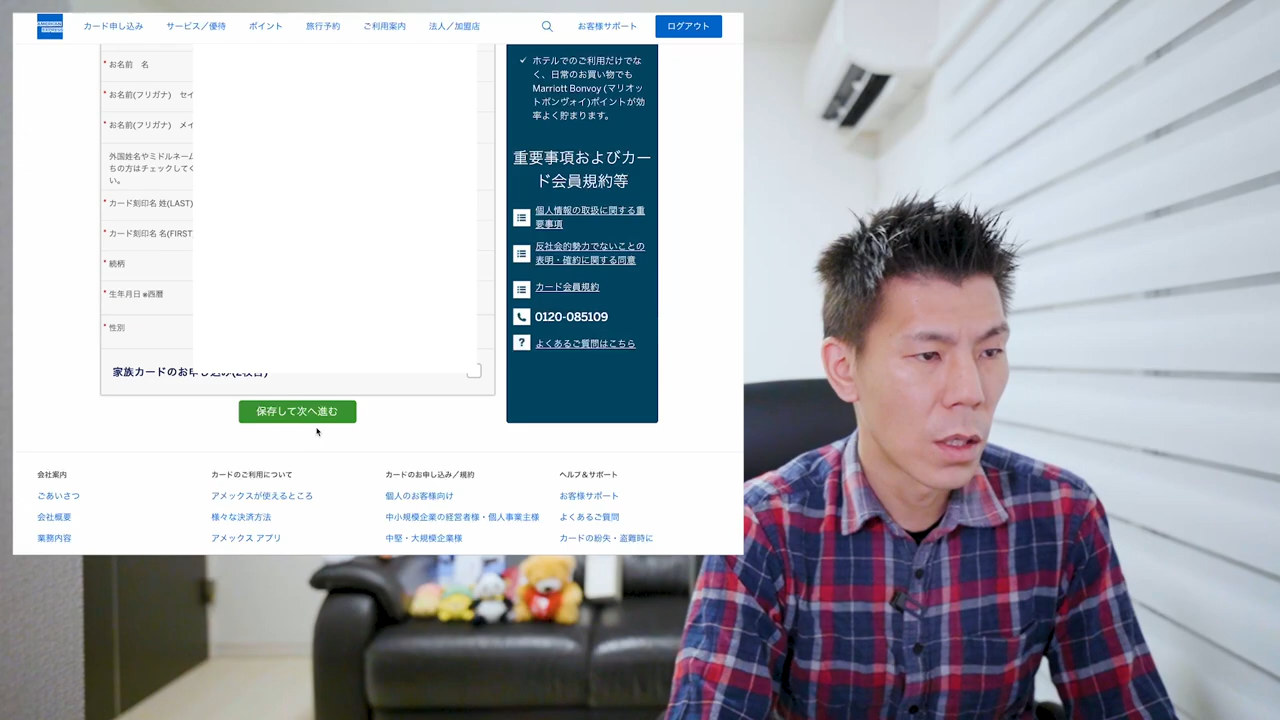 AMERICAN EXPRESS
カード申し込み サービス／優待 ポイント 旅行予約 ご利用案内 法人／加盟店 お客様サポート ログアウト
* お名前 名
* お名前(フリガナ) セイ
* お名前(フリガナ) メイ
外国姓名やミドルネーム
ちの方はチェックしてく
い。
* カード刻印名 姓(LAST)
* カード刻印名 名(FIRST
* 続柄
* 生年月日 ※西暦
* 性別
家族カードのお申し込み(2枚目)
保存して次へ進む
✓ ホテルでのご利用だけでな
く、日常のお買い物でも
Marriott Bonvoy (マリオッ
トボンヴォイ)ポイントが効
率よく貯まります。
重要事項およびカー
ド会員規約等
個人情報の取扱に関する重
要事項
反社会的勢力でないことの
表明・確約に関する同意
カード会員規約
0120-085109
? よくあるご質問はこちら
会社案内
ごあいさつ
会社概要
業務内容
カードのご利用について
アメックスが使えるところ
様々な決済方法
アメックス アプリ
カードのお申し込み／規約
個人のお客様向け
中小規模企業の経営者様・個人事業主様
中堅・大規模企業様
ヘルプ＆サポート
お客様サポート
よくあるご質問
カードの紛失・盗難時に